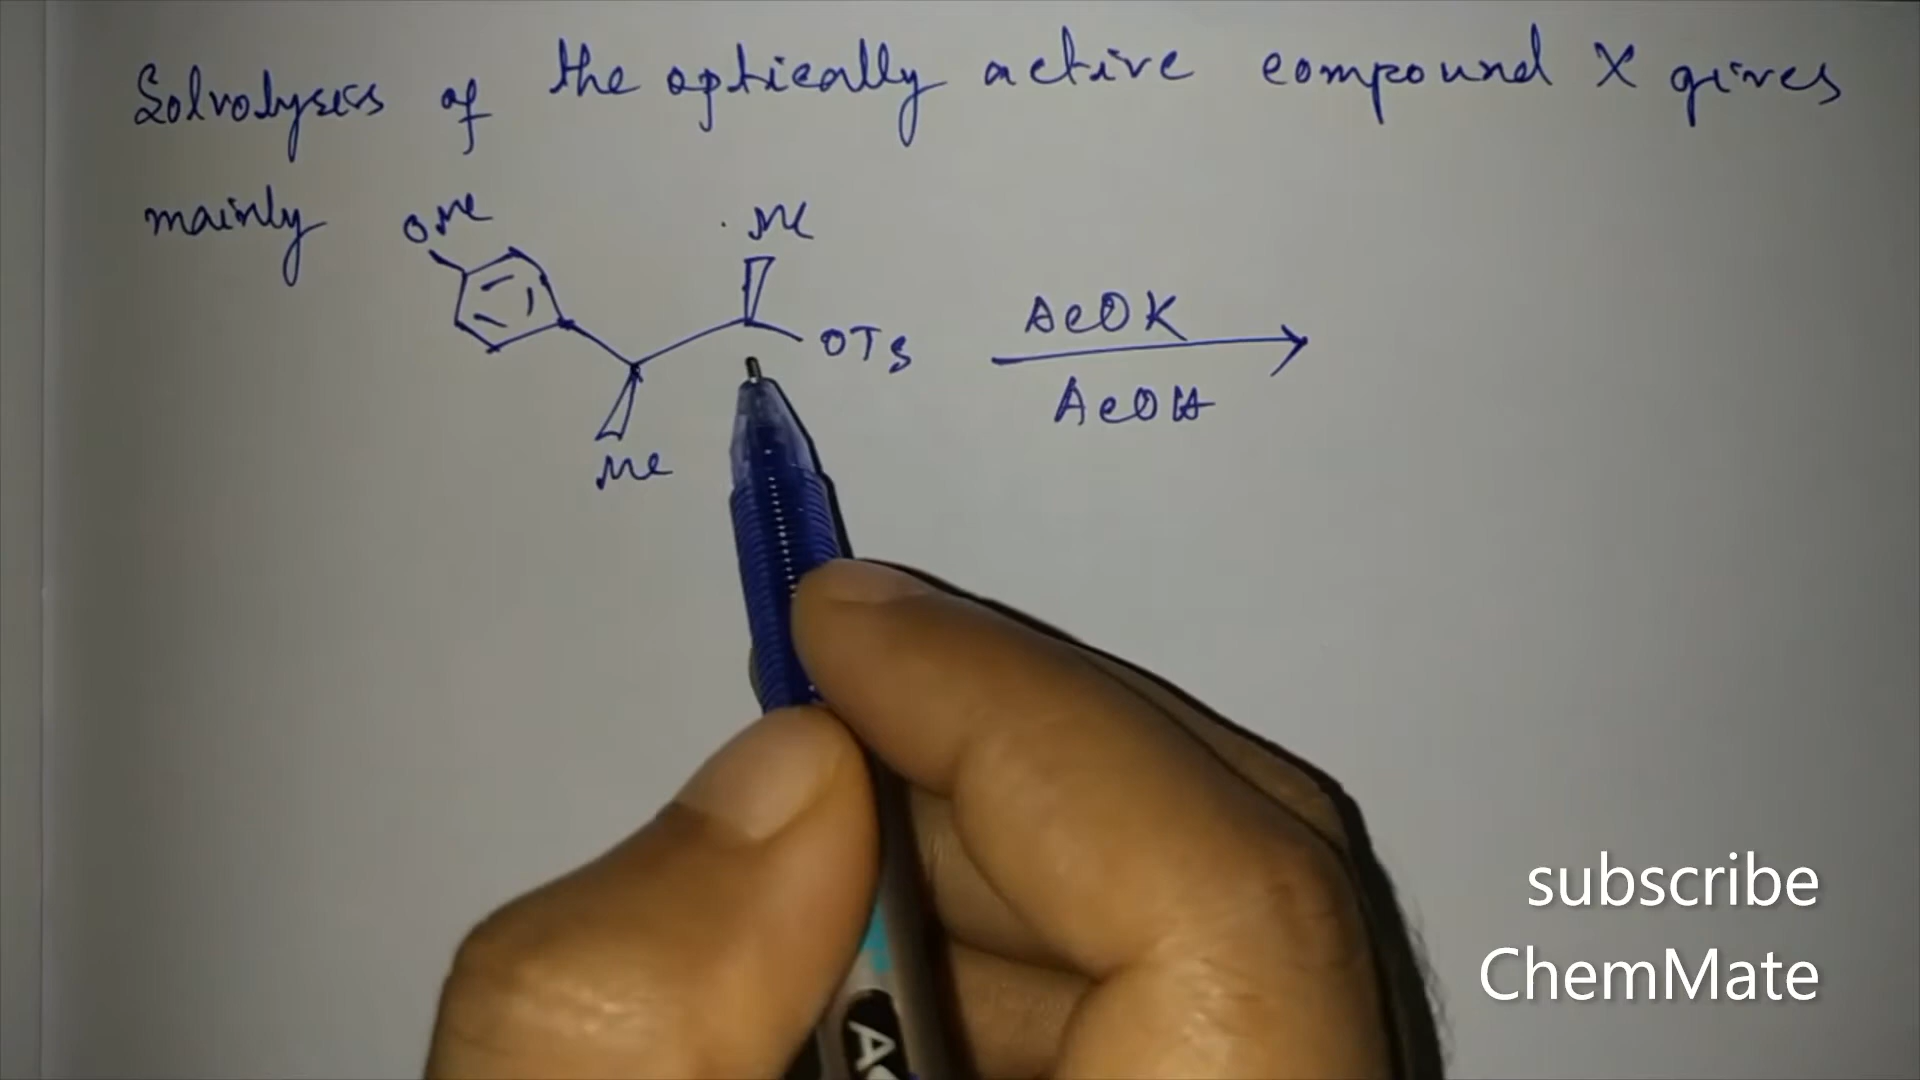 Solvolysis of the optically active compound X gives
mainly
OMe
Me
OTs
Me
AcOK
AcOH
subscribe
ChemMate
A